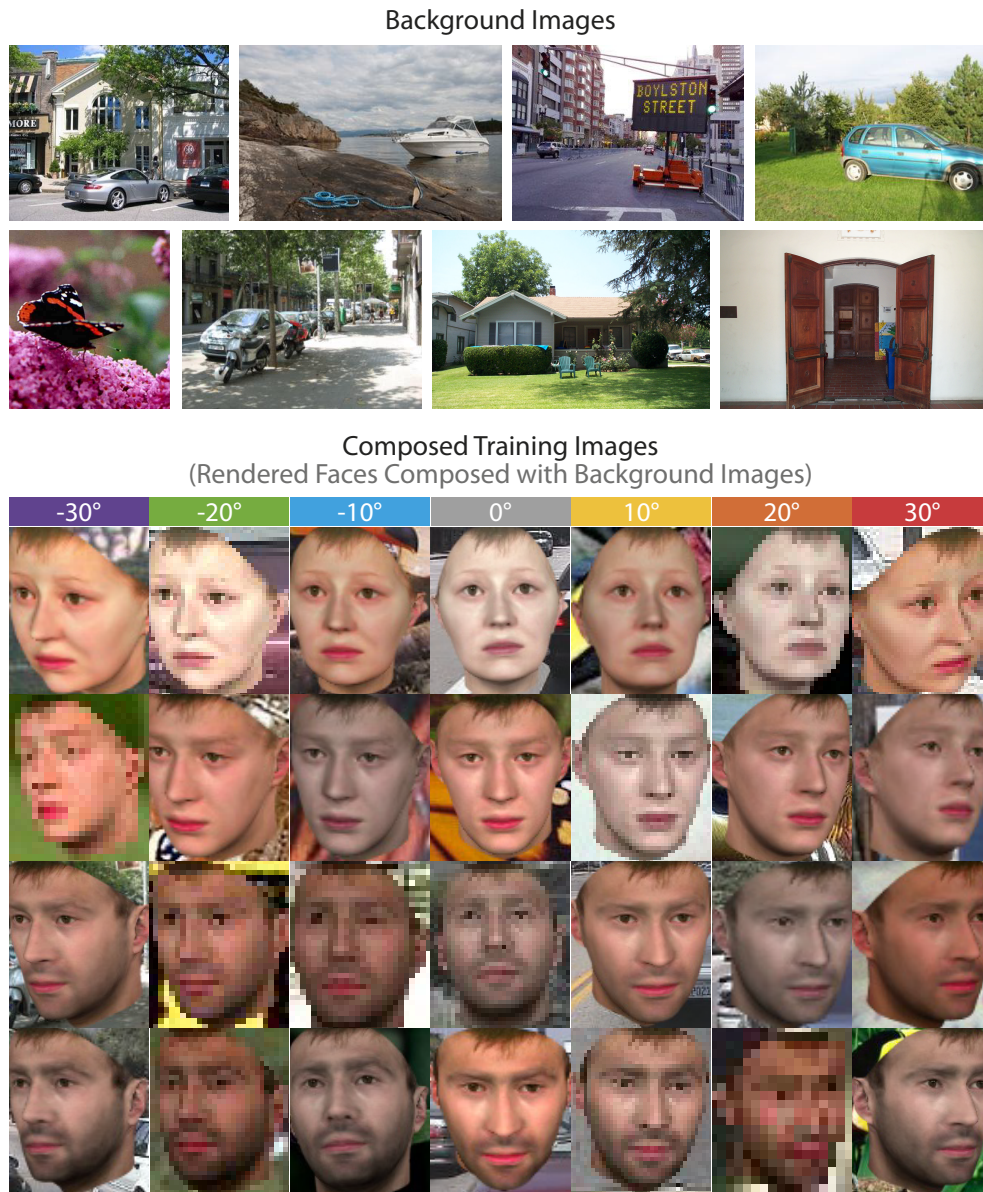 Background Images
MORE
BOYLSTON
STREET
Composed Training Images
(Rendered Faces Composed with Background Images)
-30° -20° -10° 0° 10° 20° 30°